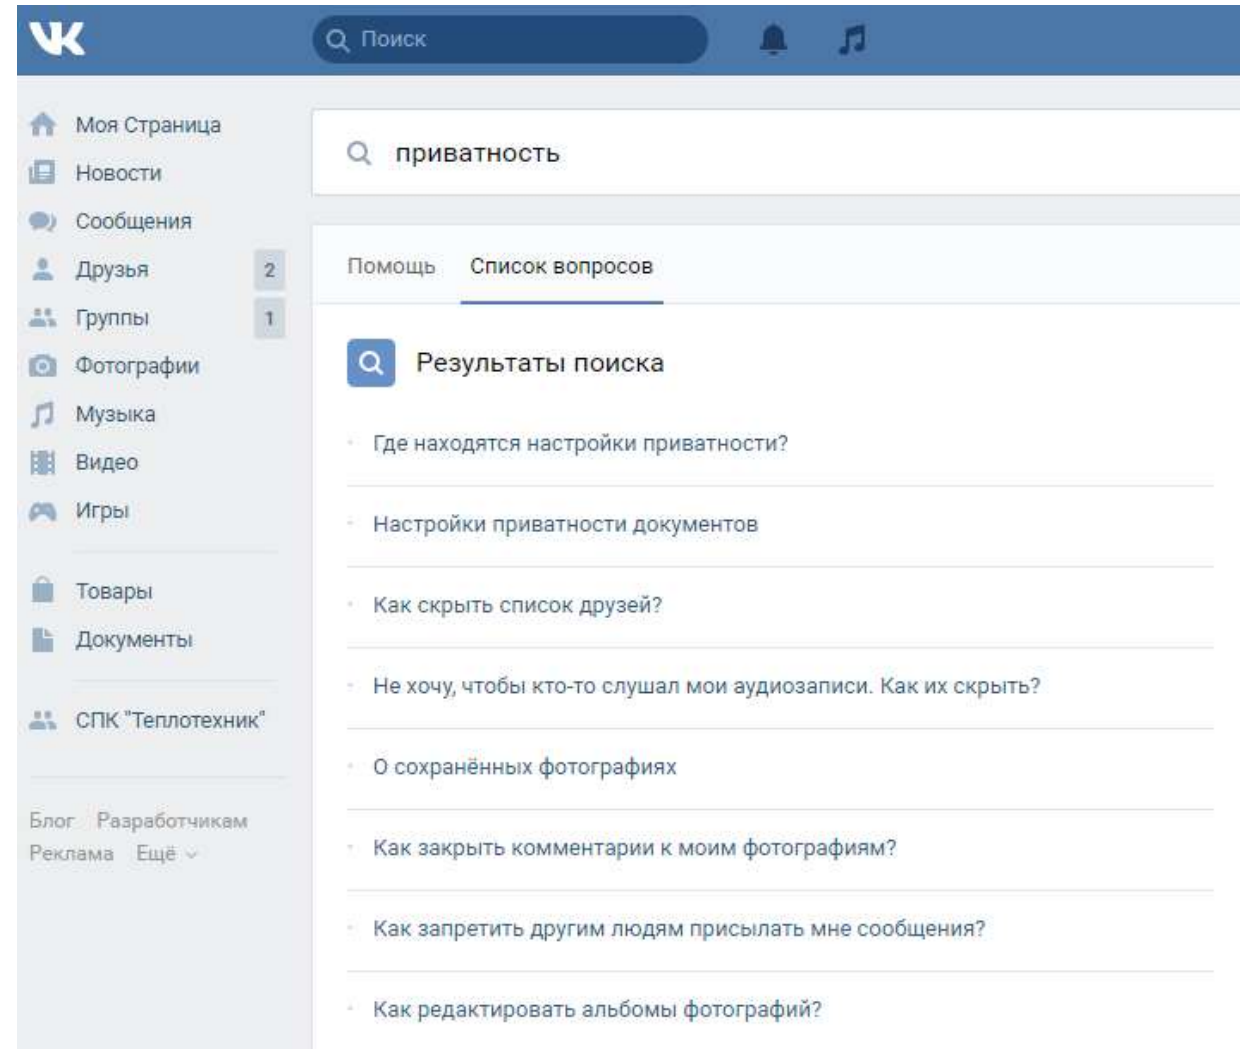 VK
Поиск
Моя Страница
Новости
Сообщения
Друзья 2
Группы 1
Фотографии
Музыка
Видео
Игры
Товары
Документы
СПК "Теплотехник"
Блог Разработчикам
Реклама Ещё
приватность
Помощь Список вопросов
Результаты поиска
Где находятся настройки приватности?
Настройки приватности документов
Как скрыть список друзей?
Не хочу, чтобы кто-то слушал мои аудиозаписи. Как их скрыть?
О сохранённых фотографиях
Как закрыть комментарии к моим фотографиям?
Как запретить другим людям присылать мне сообщения?
Как редактировать альбомы фотографий?